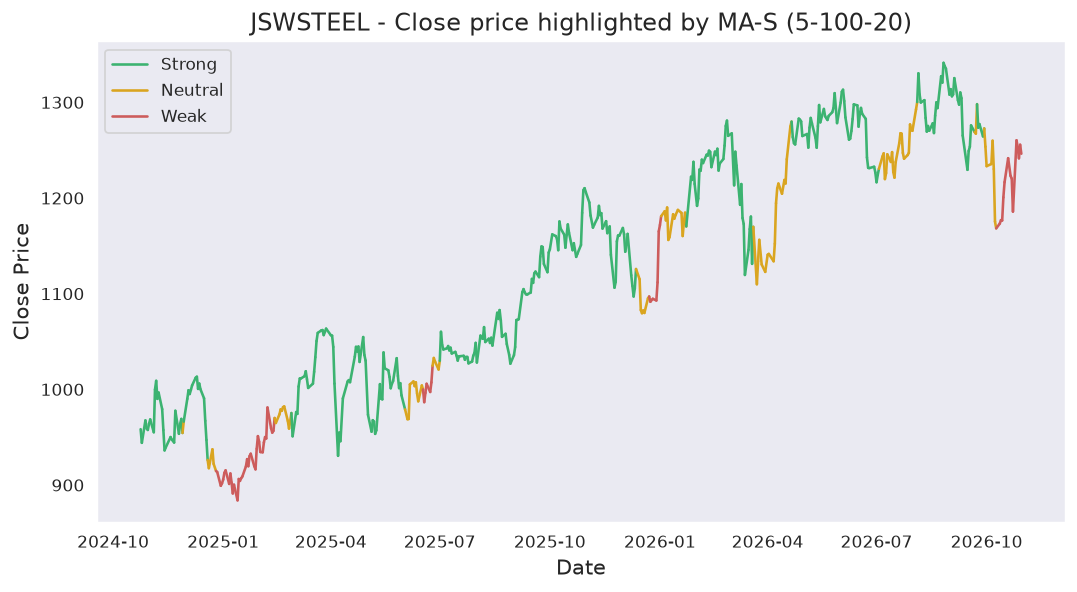 JSWSTEEL - Close price highlighted by MA-S (5-100-20)
Strong
Neutral
Weak
Close Price
1300
1200
1100
1000
900
2024-10 2025-01 2025-04 2025-07 2025-10 2026-01 2026-04 2026-07 2026-10
Date